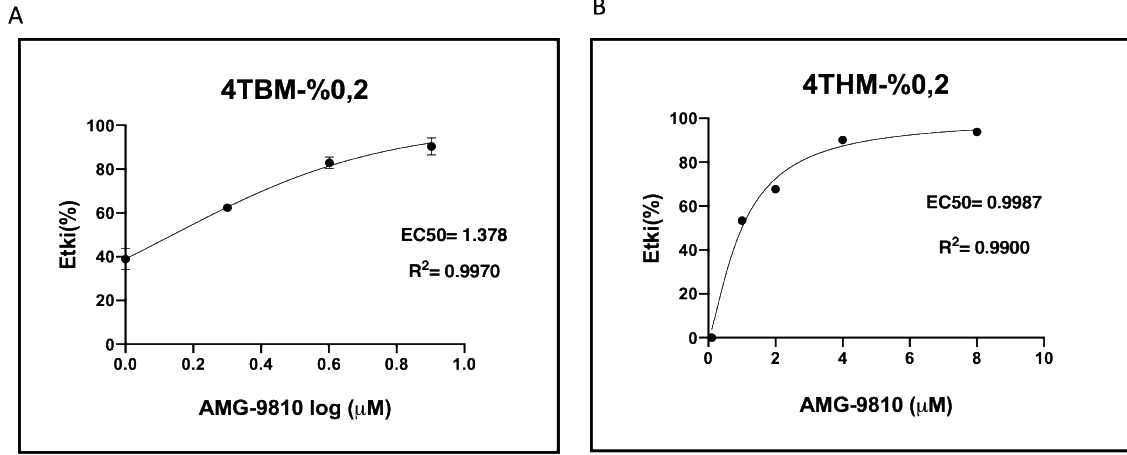 A
4TBM-%0,2
100
80
60
40
20
0
Etki(%)
EC50= 1.378
R²= 0.9970
0.0 0.2 0.4 0.6 0.8 1.0
AMG-9810 log (μM)
B
4THM-%0,2
100
80
60
40
20
0
Etki(%)
EC50= 0.9987
R²= 0.9900
0 2 4 6 8 10
AMG-9810 (μM)